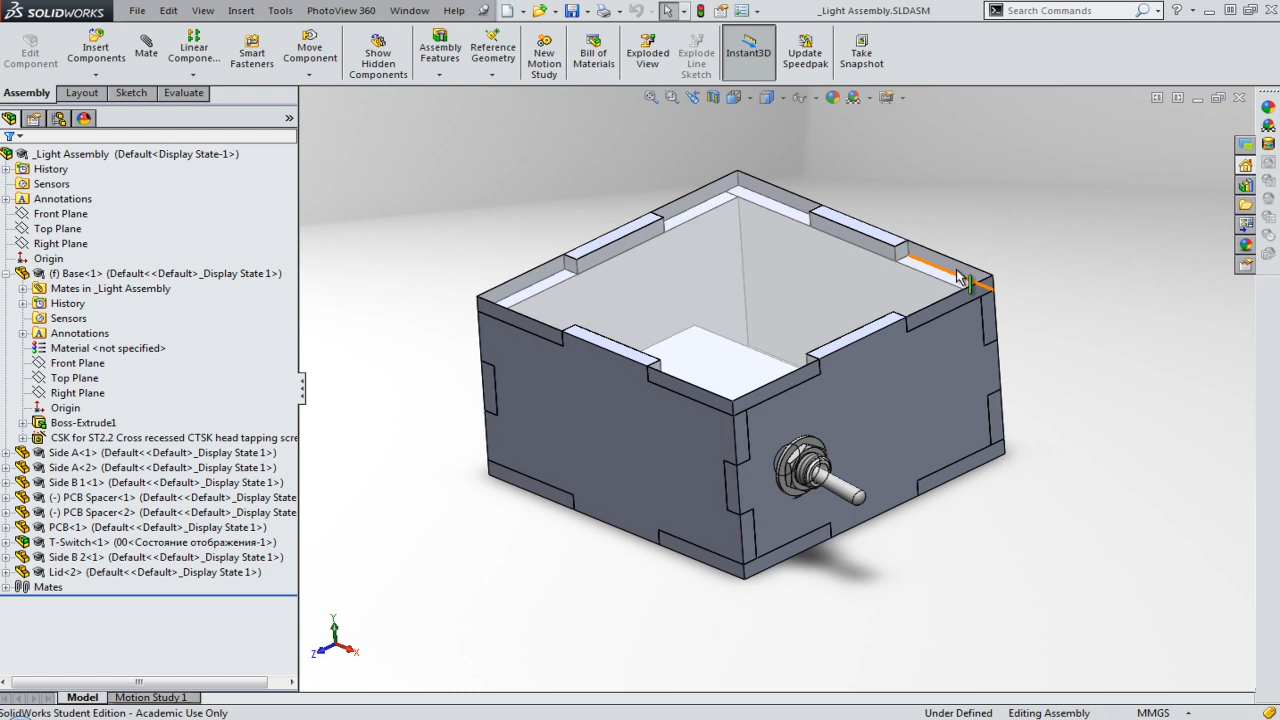 SOLIDWORKS File Edit View Insert Tools PhotoView 360 Window Help _Light Assembly.SLDASM Search Commands
Edit Component
Insert Components
Mate
Linear Compone...
Smart Fasteners
Move Component
Show Hidden Components
Assembly Features
Reference Geometry
New Motion Study
Bill of Materials
Exploded View
Explode Line Sketch
Instant3D
Update Speedpak
Take Snapshot
Assembly Layout Sketch Evaluate
_Light Assembly (Default<Display State-1>)
History
Sensors
Annotations
Front Plane
Top Plane
Right Plane
Origin
(f) Base<1> (Default<<Default>_Display State 1>)
Mates in _Light Assembly
History
Sensors
Annotations
Material <not specified>
Front Plane
Top Plane
Right Plane
Origin
Boss-Extrude1
CSK for ST2.2 Cross recessed CTSK head tapping scre
Side A<1> (Default<<Default>_Display State 1>)
Side A<2> (Default<<Default>_Display State 1>)
Side B 1<1> (Default<<Default>_Display State 1>)
(-) PCB Spacer<1> (Default<<Default>_Display State
(-) PCB Spacer<2> (Default<<Default>_Display State
PCB<1> (Default<<Default>_Display State 1>)
T-Switch<1> (00<Состояние отображения-1>)
Side B 2<1> (Default<<Default>_Display State 1>)
Lid<2> (Default<<Default>_Display State 1>)
Mates
Y
Z X
Model Motion Study 1
SolidWorks Student Edition - Academic Use Only Under Defined Editing Assembly MMGS